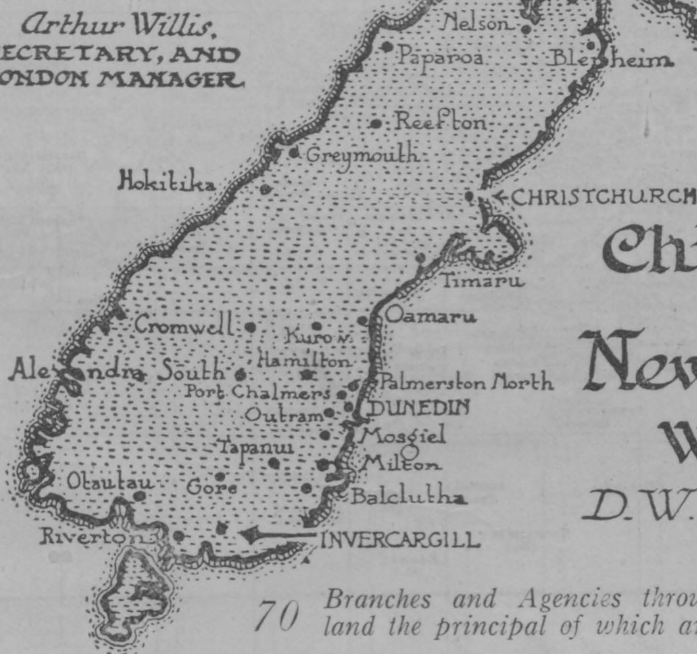 Arthur Willis.
ECRETARY, AND
ONDON MANAGER.
Nelson
Paparoa
Blenheim
Reefton
Greymouth
Hokitika
CHRISTCHURCH
Ch
Timaru
Oamaru
Cromwell
Kurow
New
Hamilton
Alexandra South
Palmerston North
Port Chalmers
DUNEDIN
Outram
Mosgiel
W
Tapanui
Milton
Otautau
Gore
Balclutha
D.W.
Riverton
INVERCARGILL
70 Branches and Agencies throu
land the principal of which a